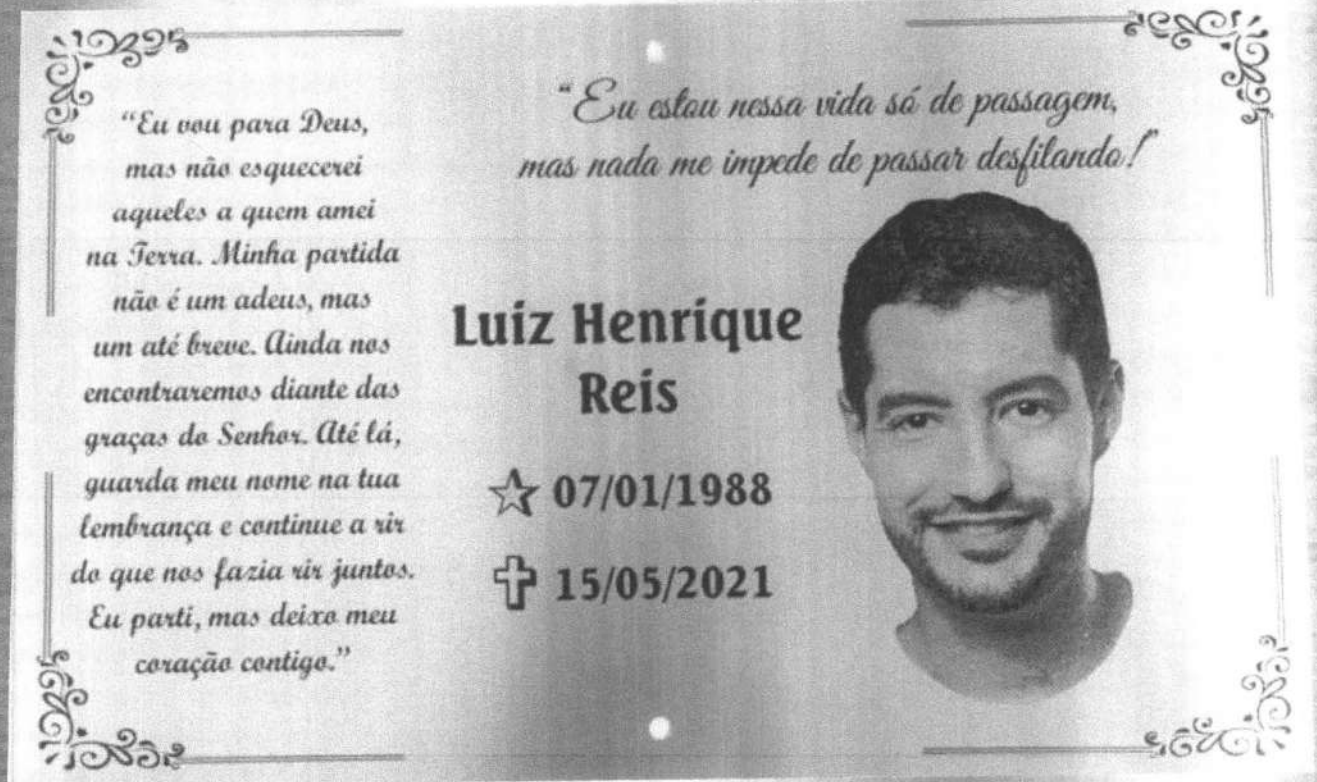 “Eu vou para Deus,
mas não esquecerei
aqueles a quem amei
na Terra. Minha partida
não é um adeus, mas
um até breve. Ainda nos
encontraremos diante das
graças do Senhor. Até lá,
guarda meu nome na tua
lembrança e continue a rir
do que nos fazia rir juntos.
Eu parti, mas deixo meu
coração contigo.”
“Eu estou nessa vida só de passagem,
mas nada me impede de passar desfilando!”
Luiz Henrique
Reis
07/01/1988
15/05/2021